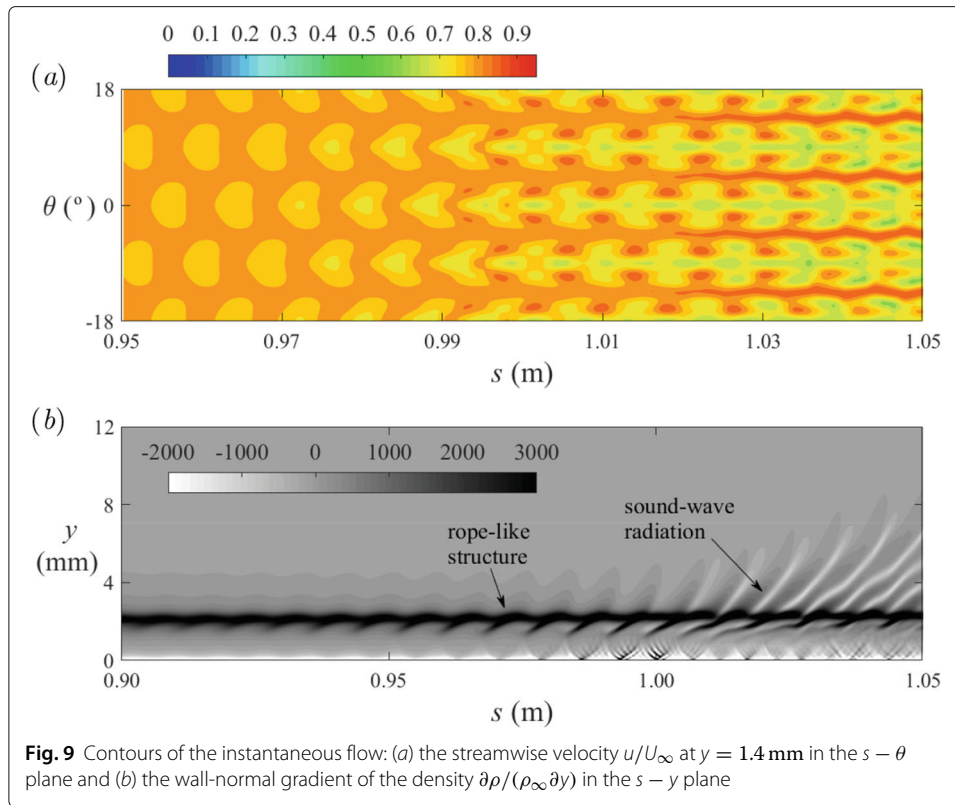 0 0.1 0.2 0.3 0.4 0.5 0.6 0.7 0.8 0.9
(a)
18
θ (°) 0
-18
0.95 0.97 0.99 1.01 1.03 1.05
s (m)
(b)
12
-2000 -1000 0 1000 2000 3000
8
y
(mm)
rope-like
structure
sound-wave
radiation
4
0
0.90 0.95 1.00 1.05
s (m)
Fig. 9 Contours of the instantaneous flow: (a) the streamwise velocity u/U∞ at y = 1.4 mm in the s − θ
plane and (b) the wall-normal gradient of the density ∂ρ/(ρ∞∂y) in the s − y plane